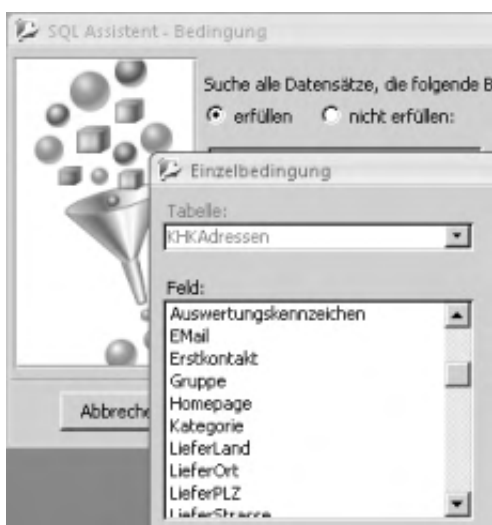 SQL Assistent - Bedingung
Suche alle Datensätze, die folgende B
erfüllen nicht erfüllen:
Einzelbedingung
Tabelle:
KHKAdressen
Feld:
Auswertungskennzeichen
EMail
Erstkontakt
Gruppe
Homepage
Kategorie
LieferLand
LieferOrt
LieferPLZ
LieferStrasse
Abbreche